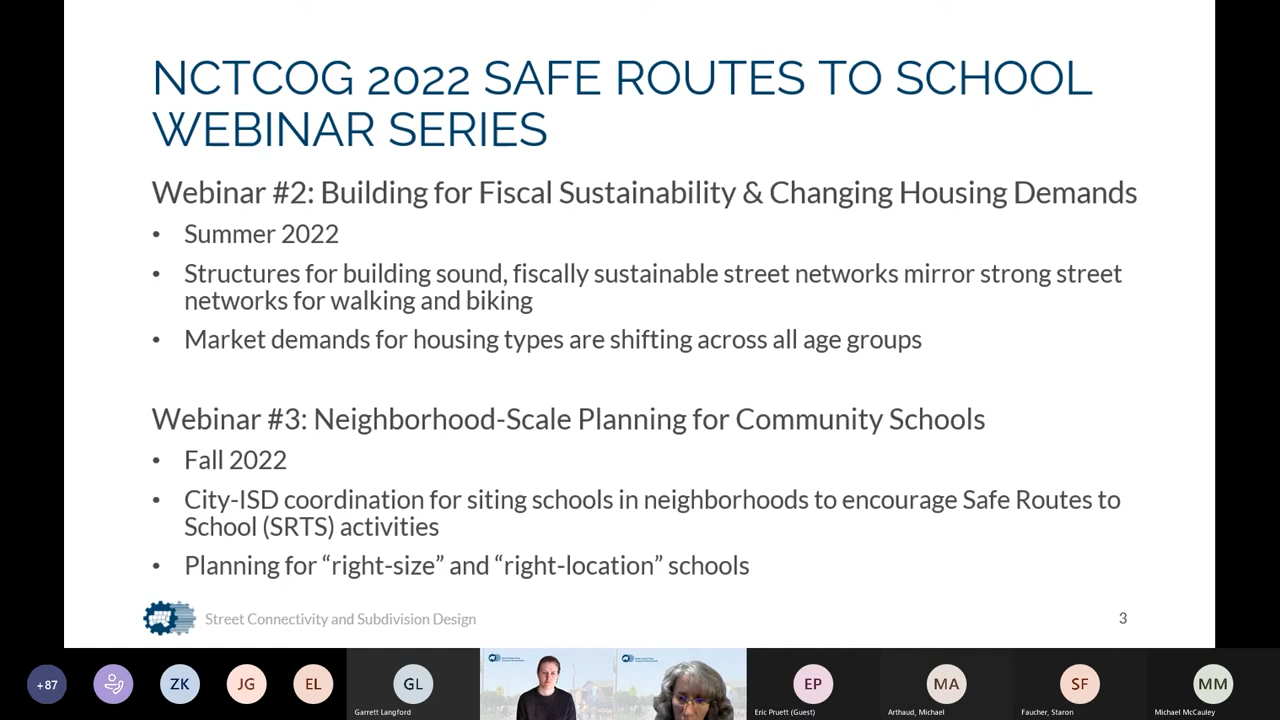 NCTCOG 2022 SAFE ROUTES TO SCHOOL
WEBINAR SERIES
Webinar #2: Building for Fiscal Sustainability & Changing Housing Demands
• Summer 2022
• Structures for building sound, fiscally sustainable street networks mirror strong street
networks for walking and biking
• Market demands for housing types are shifting across all age groups
Webinar #3: Neighborhood-Scale Planning for Community Schools
• Fall 2022
• City-ISD coordination for siting schools in neighborhoods to encourage Safe Routes to
School (SRTS) activities
• Planning for “right-size” and “right-location” schools
Street Connectivity and Subdivision Design
3
+87
ZK
JG
EL
GL
Garrett Langford
EP
Eric Pruett (Guest)
MA
Arthaud, Michael
SF
Faucher, Staron
MM
Michael McCauley